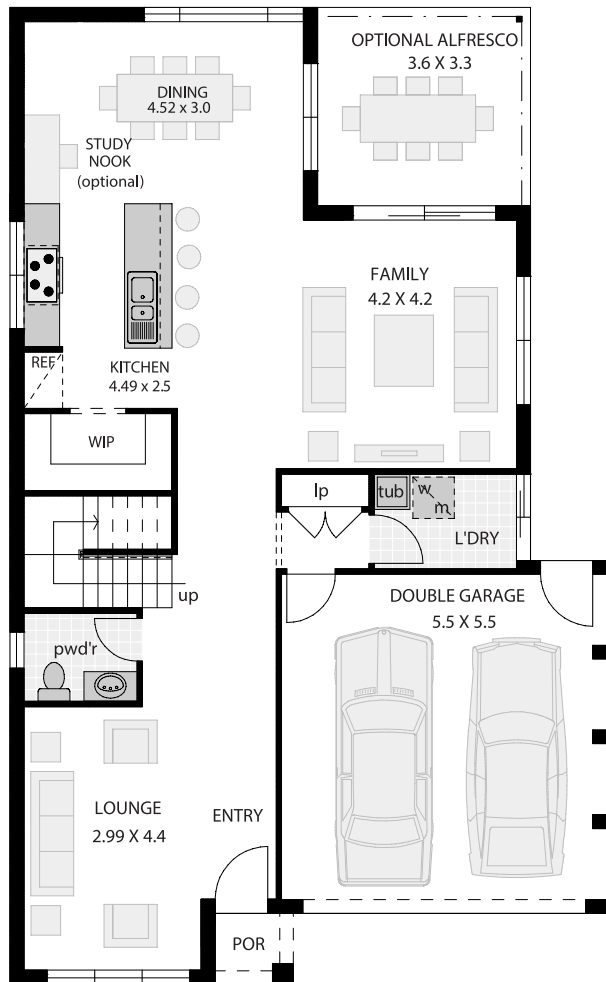 OPTIONAL ALFRESCO
3.6 X 3.3
DINING
4.52 x 3.0
STUDY
NOOK
(optional)
FAMILY
4.2 X 4.2
REF
KITCHEN
4.49 x 2.5
WIP
lp
tub
w
m
L'DRY
up
DOUBLE GARAGE
5.5 X 5.5
pwd'r
LOUNGE
2.99 X 4.4
ENTRY
POR